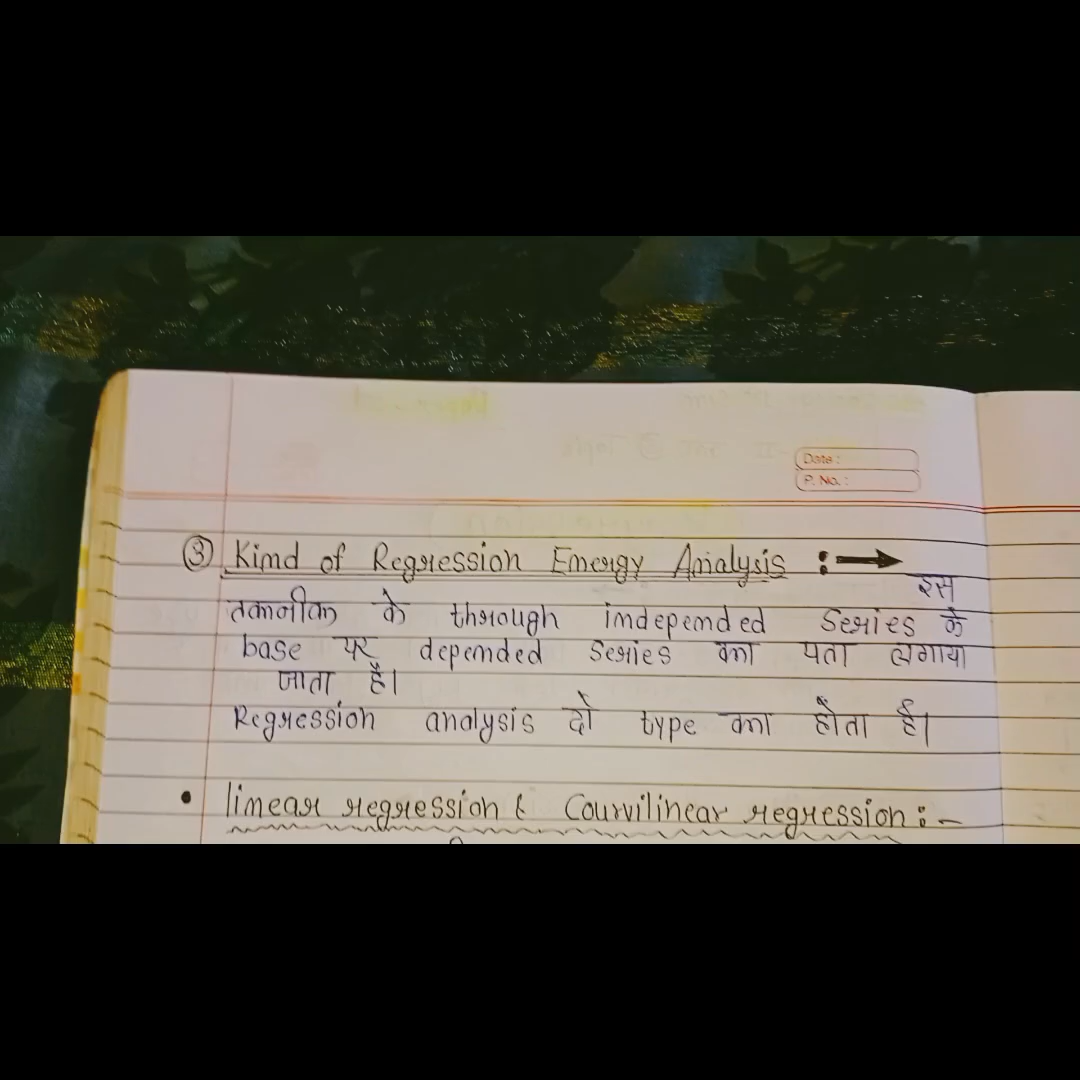 Date :
P. No. :
③ Kind of Regression Energy Analysis :→
इस
तकनीक के through independed Series के
base पर depended series का पता लगाया
जाता है।
Regression analysis दो type का होता है।
• linear regression & Courvilinear regression :-